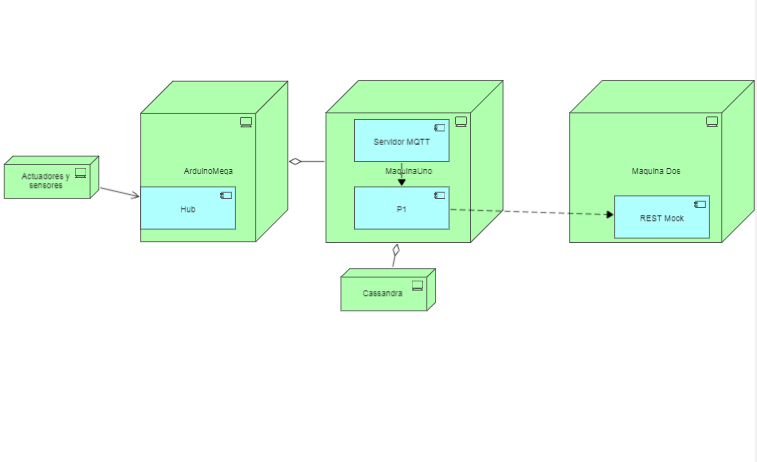 Actuadores y
sensores
ArduinoMega
Hub
Servidor MQTT
MaquinaUno
P1
Cassandra
Maquina Dos
REST Mock